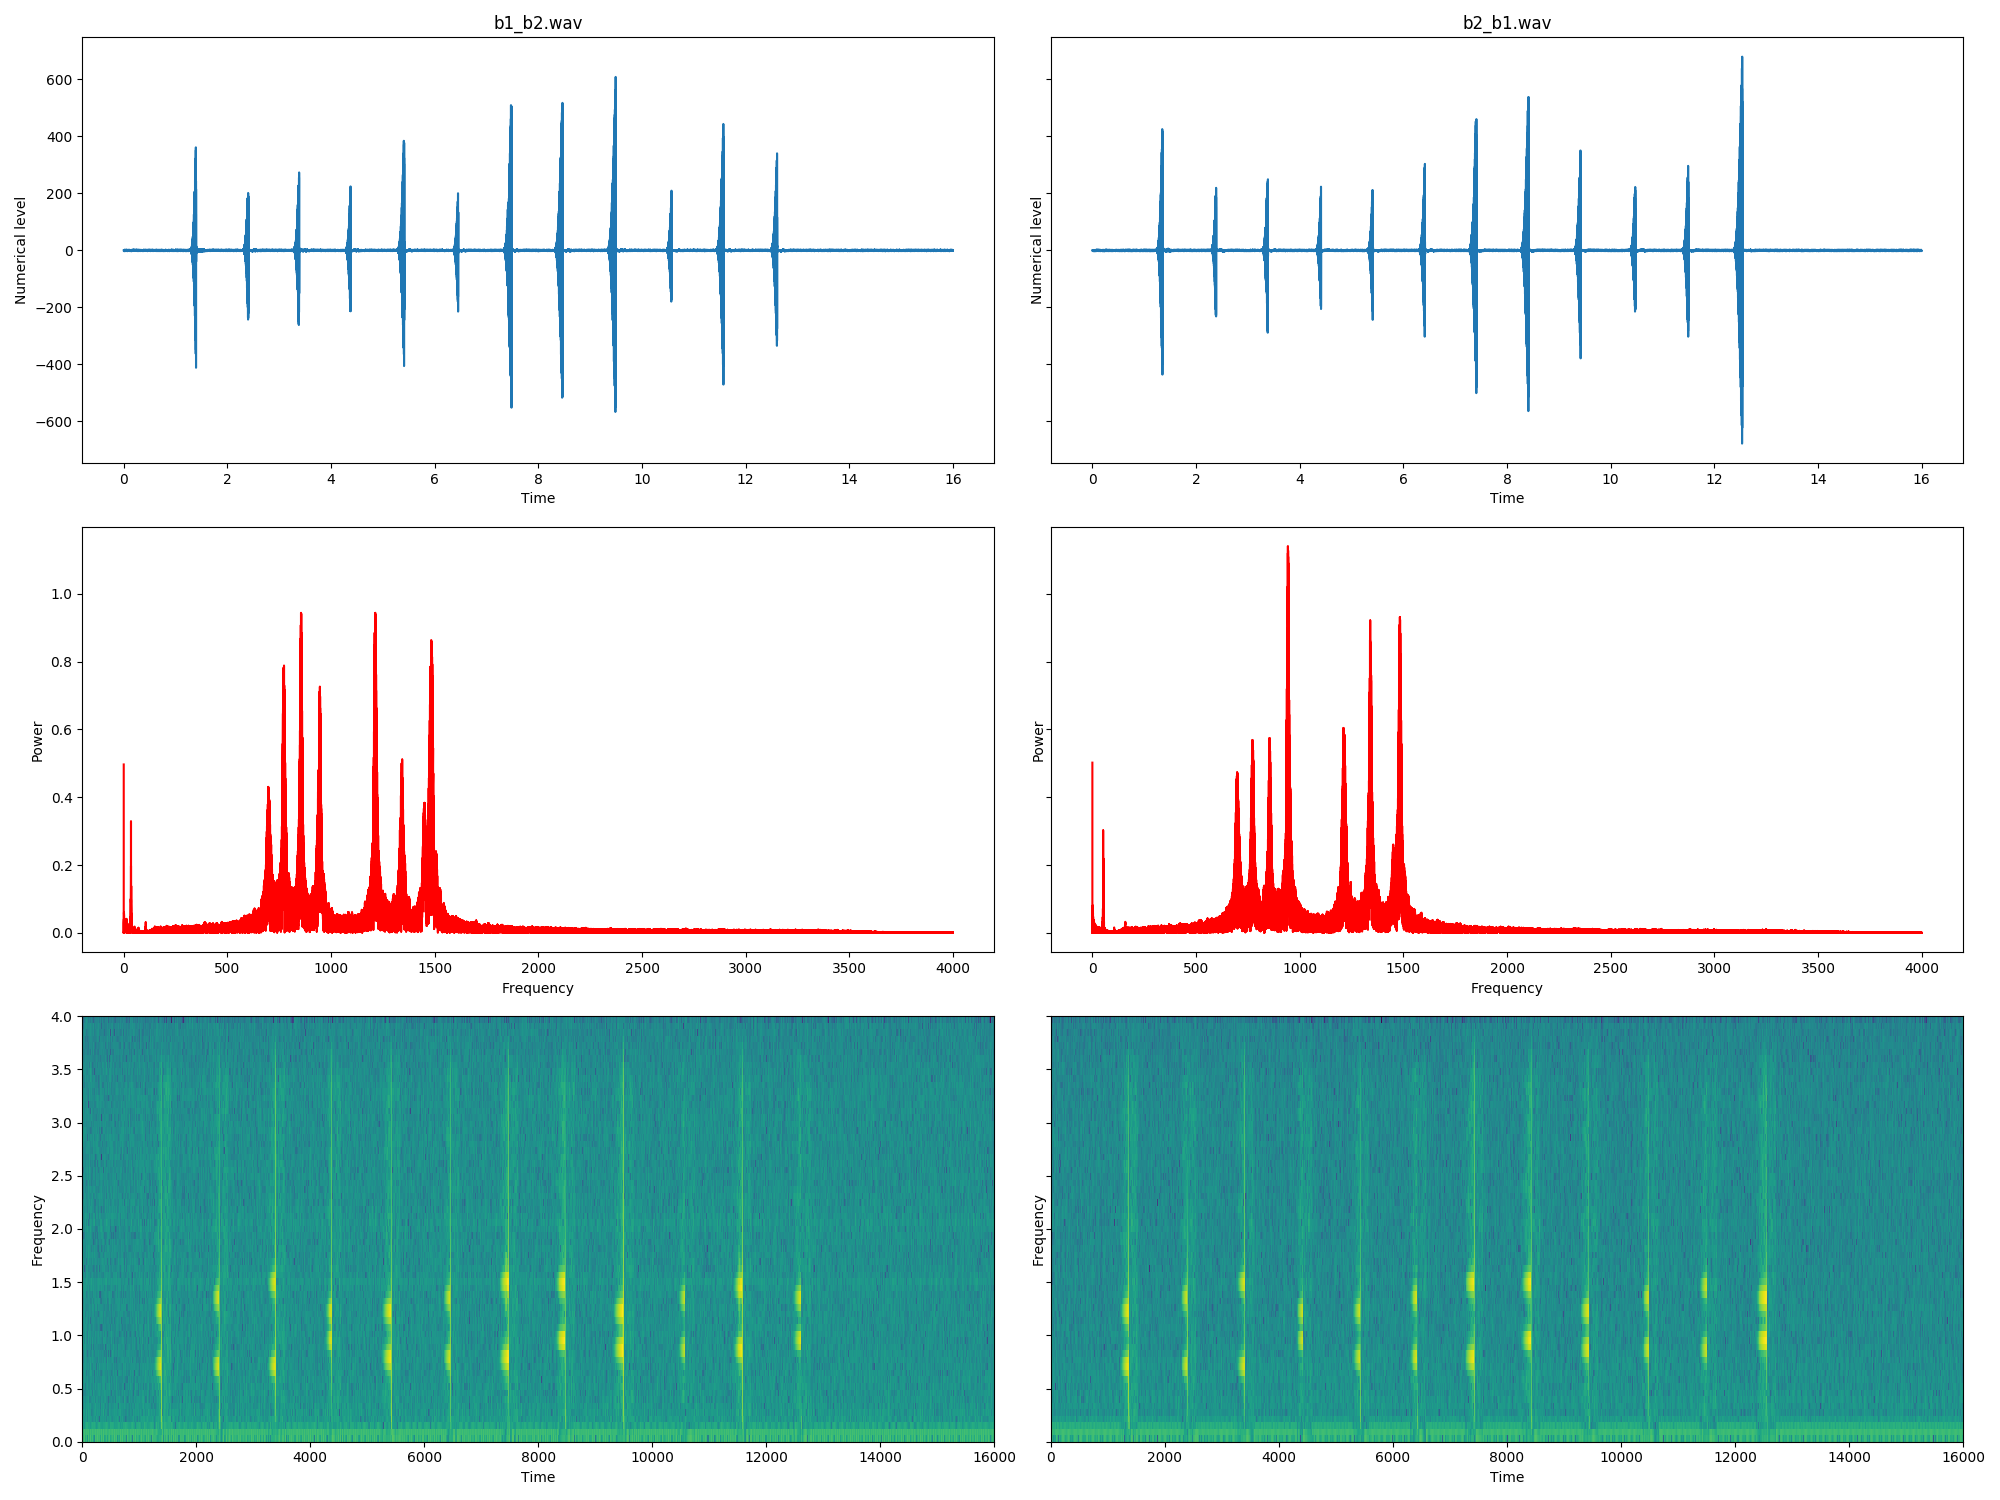 b1_b2.wav
b2_b1.wav
600
400
200
0
−200
−400
−600
Numerical level
Numerical level
0 2 4 6 8 10 12 14 16
Time
0 2 4 6 8 10 12 14 16
Time
1.0
0.8
0.6
0.4
0.2
0.0
Power
Power
0 500 1000 1500 2000 2500 3000 3500 4000
Frequency
0 500 1000 1500 2000 2500 3000 3500 4000
Frequency
4.0
3.5
3.0
2.5
2.0
1.5
1.0
0.5
0.0
Frequency
Frequency
0 2000 4000 6000 8000 10000 12000 14000 16000
Time
0 2000 4000 6000 8000 10000 12000 14000 16000
Time